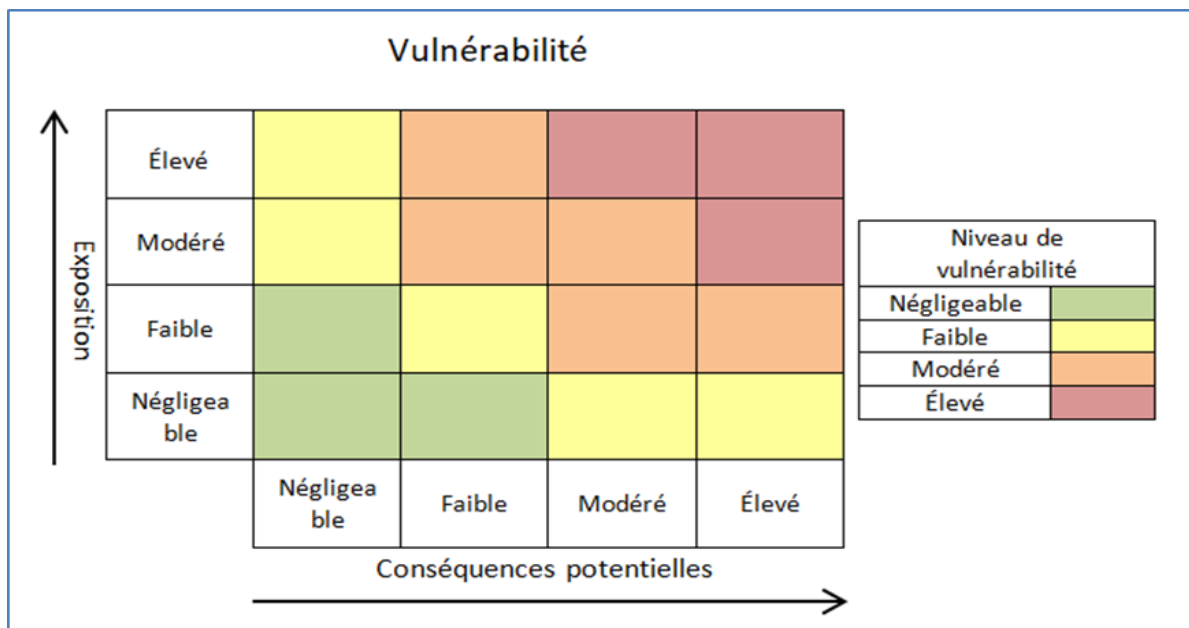 Vulnérabilité
Exposition
Élevé
Modéré
Faible
Négligea
ble
Négligea
ble
Faible
Modéré
Élevé
Conséquences potentielles
Niveau de
vulnérabilité
Négligeable
Faible
Modéré
Élevé